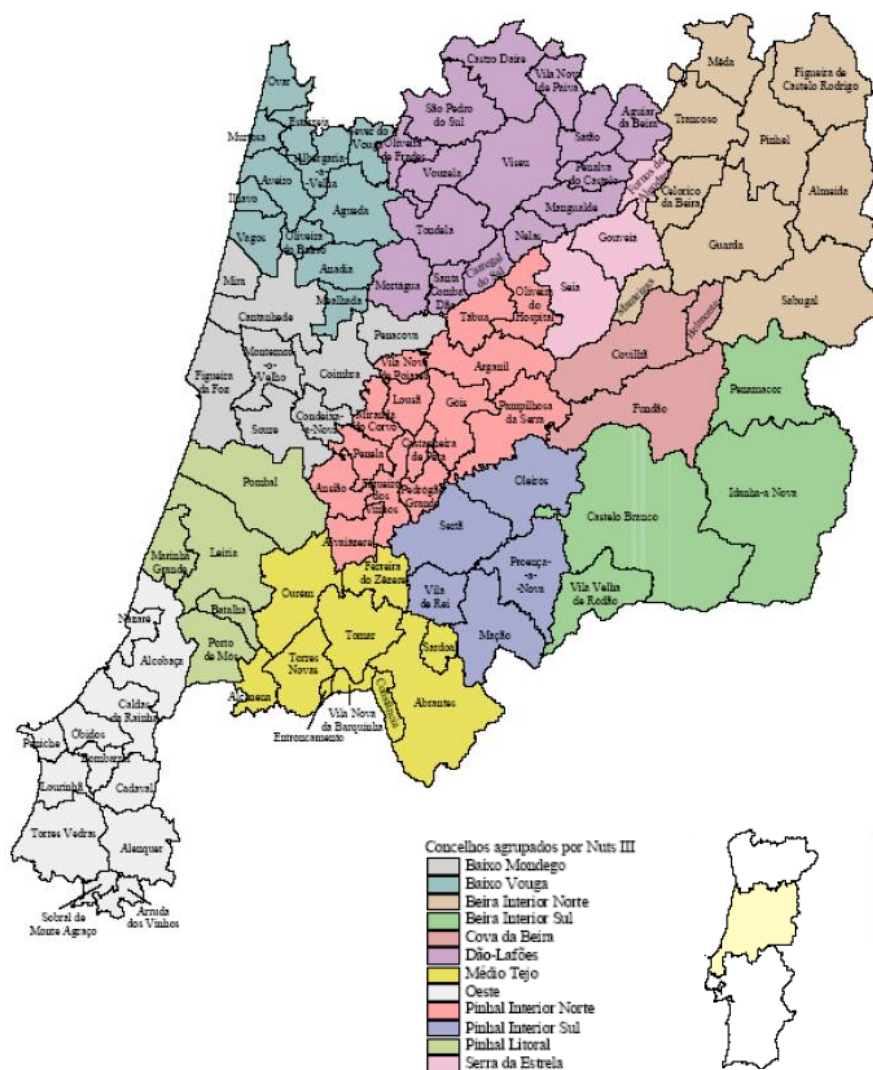 Castro Daire
Vila Nova
de Paiva
Mêda
Figueira de
Castelo Rodrigo
Ovar
Estarreja
Sever do
Vouga
São Pedro
do Sul
Aguiar
da Beira
Trancoso
Pinhel
Murtosa
Albergaria-
-a-
Velha
Oliveira
de Frades
Sátão
Viseu
Vouzela
Penalva
do Castelo
Fornos de
Algodres
Aveiro
Ílhavo
Águeda
Mangualde
Celorico
da Beira
Almeida
Vagos
Oliveira
do Bairro
Tondela
Nelas
Gouveia
Guarda
Anadia
Mortágua
Santa
Comba
Dão
Carregal
do Sal
Seia
Manteigas
Belmonte
Sabugal
Mira
Mealhada
Cantanhede
Oliveira
do
Hospital
Tábua
Penacova
Covilhã
Montemor
-o-
-Velho
Figueira
da Foz
Coimbra
Vila Nova
de Poiares
Arganil
Penamacor
Lousã
Góis
Pampilhosa
da Serra
Fundão
Condeixa-
-a-Nova
Soure
Miranda
do Corvo
Castanheira
de Pêra
Penela
Ansião
Figueiró
dos
Vinhos
Pedrógão
Grande
Pombal
Oleiros
Idanha-a Nova
Castelo Branco
Alvaiázere
Sertã
Leiria
Marinha
Grande
Ourém
Ferreira
do Zêzere
Proença-
-a-
-Nova
Vila
de Rei
Vila Velha
de Rodão
Batalha
Nazaré
Tomar
Sardoal
Mação
Porto
de Mós
Alcobaça
Torres
Novas
Alcanena
Constância
Abrantes
Caldas
da Rainha
Vila Nova
da Barquinha
Entroncamento
Óbidos
Peniche
Bombarral
Lourinhã
Cadaval
Torres Vedras
Alenquer
Sobral de
Monte Agraço
Arruda
dos Vinhos
Concelhos agrupados por Nuts III
Baixo Mondego
Baixo Vouga
Beira Interior Norte
Beira Interior Sul
Cova da Beira
Dão-Lafões
Médio Tejo
Oeste
Pinhal Interior Norte
Pinhal Interior Sul
Pinhal Litoral
Serra da Estrela